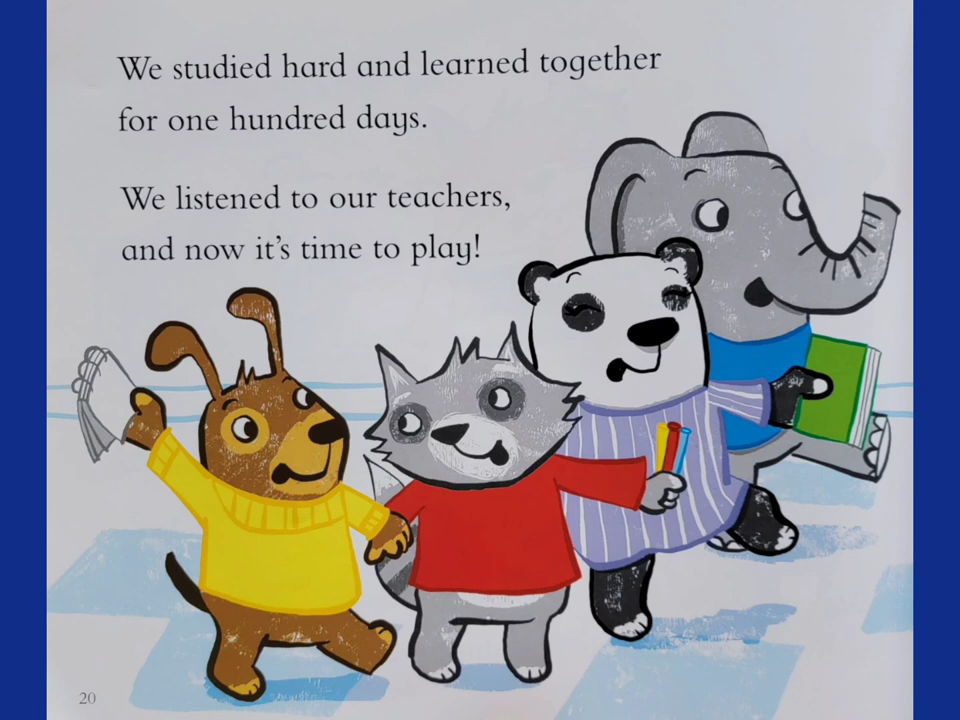 We studied hard and learned together
for one hundred days.
We listened to our teachers,
and now it's time to play!
20